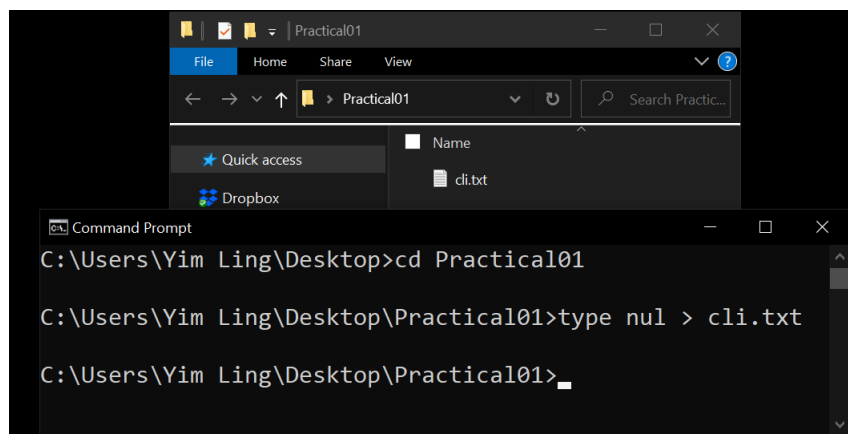 Practical01
File Home Share View
Practical01 Search Practic...
Name
Quick access
cli.txt
Dropbox
Command Prompt
C:\Users\Yim Ling\Desktop>cd Practical01
C:\Users\Yim Ling\Desktop\Practical01>type nul > cli.txt
C:\Users\Yim Ling\Desktop\Practical01>